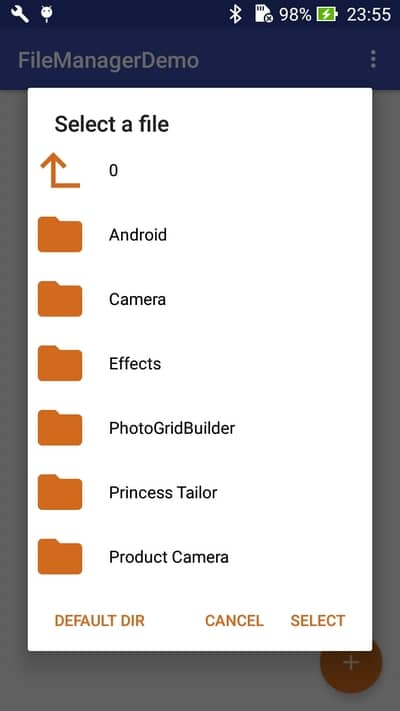 98% 23:55
FileManagerDemo
Select a file
0
Android
Camera
Effects
PhotoGridBuilder
Princess Tailor
Product Camera
DEFAULT DIR CANCEL SELECT